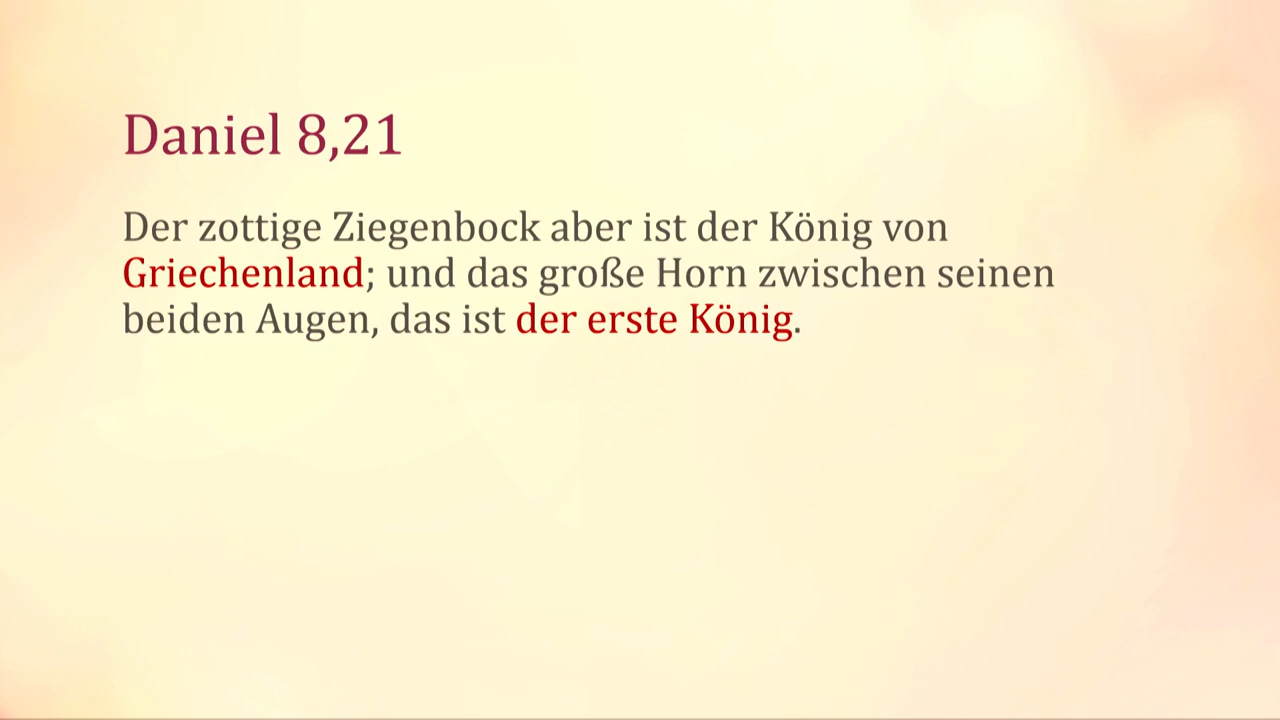 Daniel 8,21
Der zottige Ziegenbock aber ist der König von
Griechenland; und das große Horn zwischen seinen
beiden Augen, das ist der erste König.